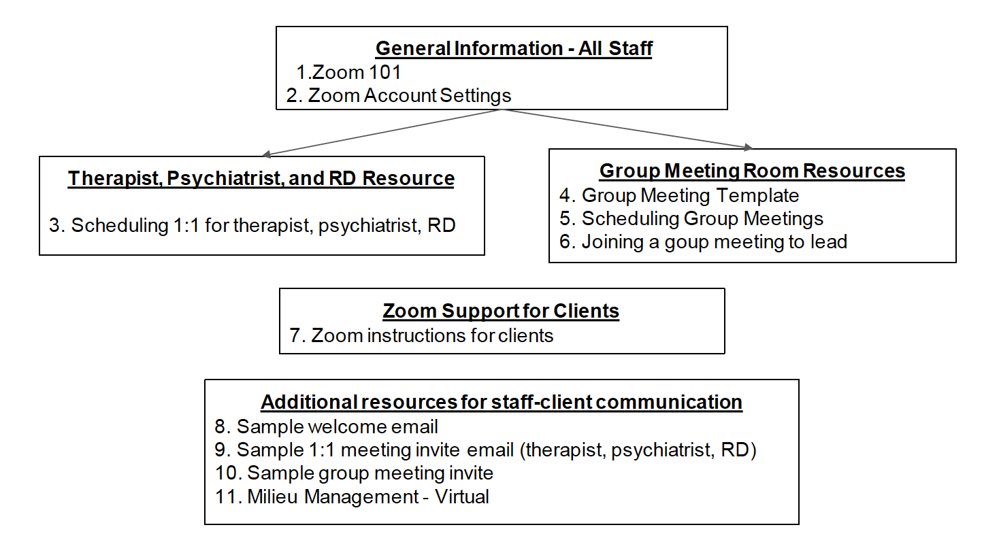 General Information - All Staff
1.Zoom 101
2. Zoom Account Settings
Therapist, Psychiatrist, and RD Resource
3. Scheduling 1:1 for therapist, psychiatrist, RD
Group Meeting Room Resources
4. Group Meeting Template
5. Scheduling Group Meetings
6. Joining a goup meeting to lead
Zoom Support for Clients
7. Zoom instructions for clients
Additional resources for staff-client communication
8. Sample welcome email
9. Sample 1:1 meeting invite email (therapist, psychiatrist, RD)
10. Sample group meeting invite
11. Milieu Management - Virtual